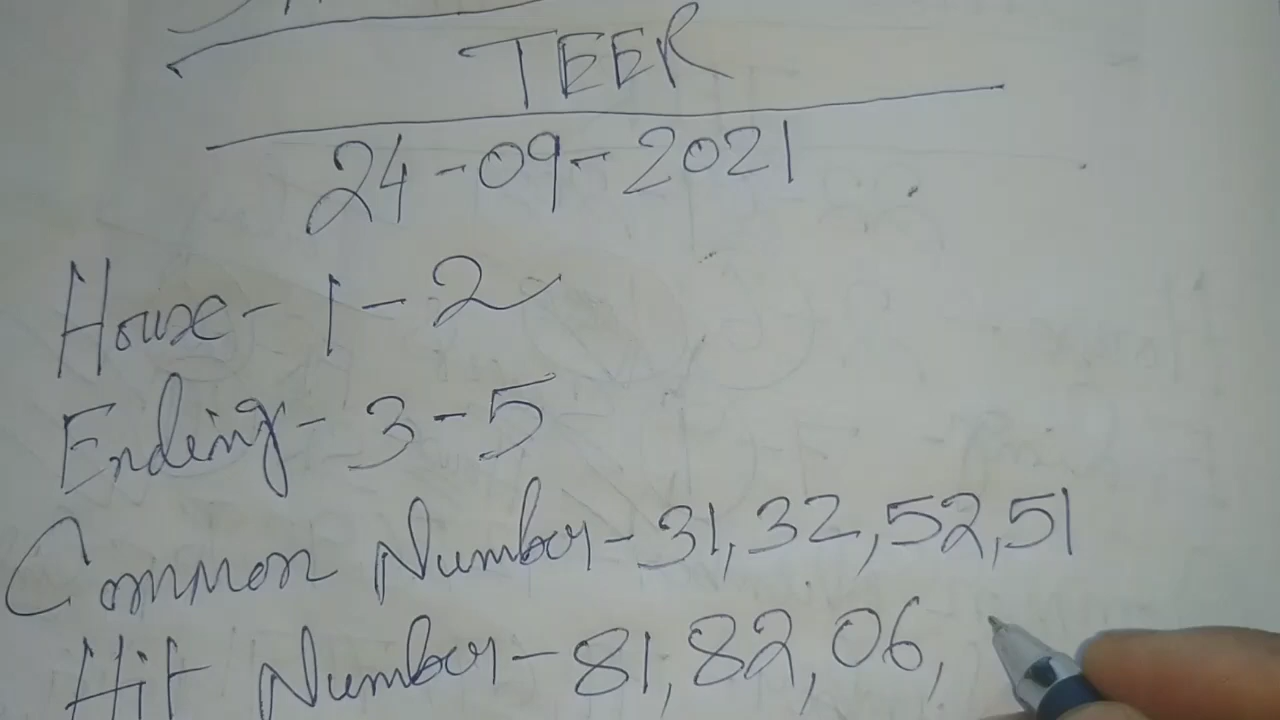 TEER
24-09-2021
House- 1-2
Ending- 3-5
Common Number- 31, 32, 52, 51
Hit Number- 81, 82, 06,